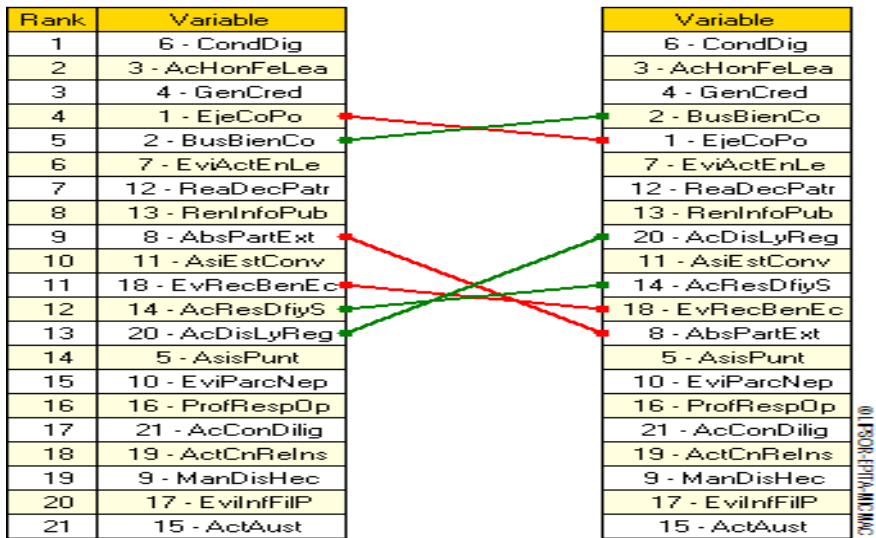 Rank Variable Variable
1 6 - CondDig 6 - CondDig
2 3 - AcHonFeLea 3 - AcHonFeLea
3 4 - GenCred 4 - GenCred
4 1 - EjeCoPo 2 - BusBienCo
5 2 - BusBienCo 1 - EjeCoPo
6 7 - EviActEnLe 7 - EviActEnLe
7 12 - ReaDecPatr 12 - ReaDecPatr
8 13 - RenInfoPub 13 - RenInfoPub
9 8 - AbsPartExt 20 - AcDisLyReg
10 11 - AsiEstConv 11 - AsiEstConv
11 18 - EvRecBenEc 14 - AcResDfiyS
12 14 - AcResDfiyS 18 - EvRecBenEc
13 20 - AcDisLyReg 8 - AbsPartExt
14 5 - AsisPunt 5 - AsisPunt
15 10 - EviParcNep 10 - EviParcNep
16 16 - ProfRespOp 16 - ProfRespOp
17 21 - AcConDilig 21 - AcConDilig
18 19 - ActCnReIns 19 - ActCnReIns
19 9 - ManDisHec 9 - ManDisHec
20 17 - EviInfFilP 17 - EviInfFilP
21 15 - ActAust 15 - ActAust
© LIPSOR-EPITA-MICMAC